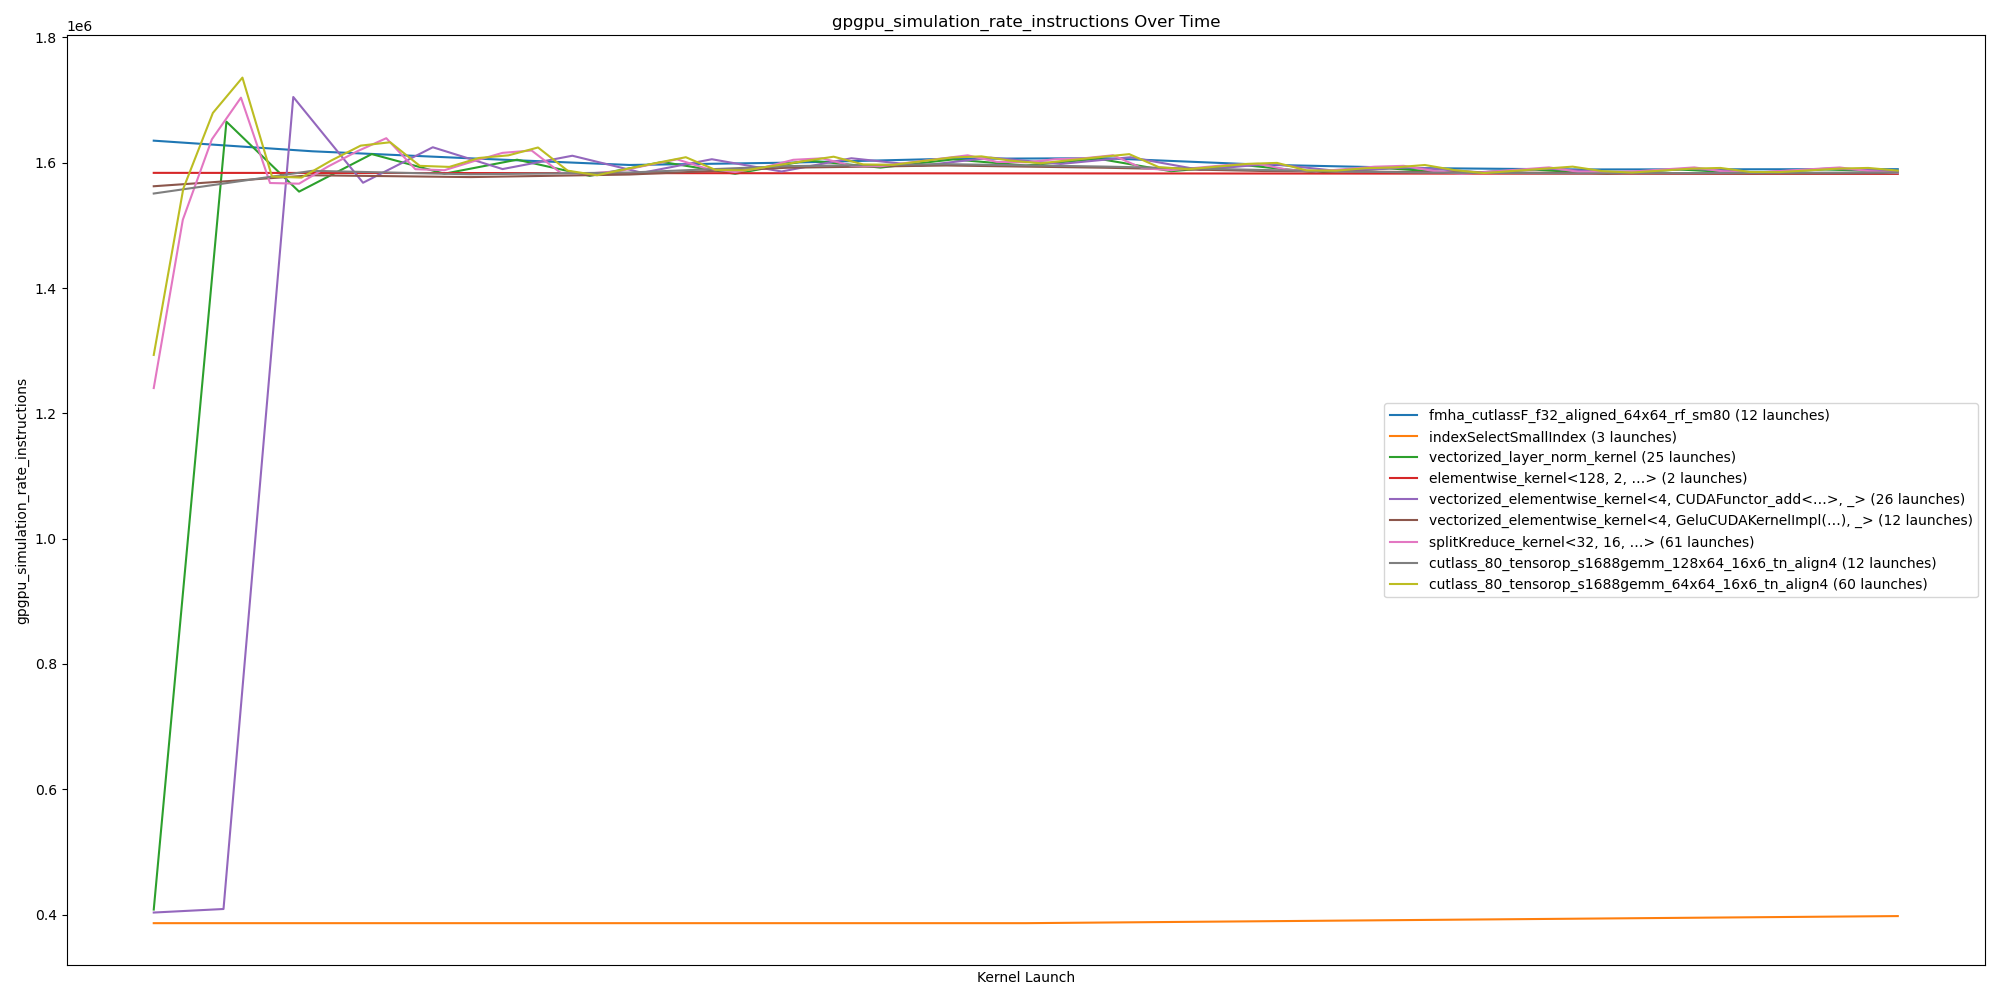 gpgpu_simulation_rate_instructions Over Time
1e6
1.8
1.6
1.4
1.2
1.0
0.8
0.6
0.4
gpgpu_simulation_rate_instructions
fmha_cutlassF_f32_aligned_64x64_rf_sm80 (12 launches)
indexSelectSmallIndex (3 launches)
vectorized_layer_norm_kernel (25 launches)
elementwise_kernel<128, 2, ...> (2 launches)
vectorized_elementwise_kernel<4, CUDAFunctor_add<...>, _> (26 launches)
vectorized_elementwise_kernel<4, GeluCUDAKernelImpl(...), _> (12 launches)
splitKreduce_kernel<32, 16, ...> (61 launches)
cutlass_80_tensorop_s1688gemm_128x64_16x6_tn_align4 (12 launches)
cutlass_80_tensorop_s1688gemm_64x64_16x6_tn_align4 (60 launches)
Kernel Launch